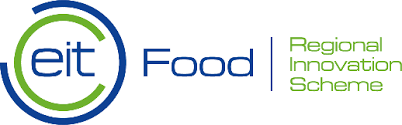 eit Food
Regional
Innovation
Scheme